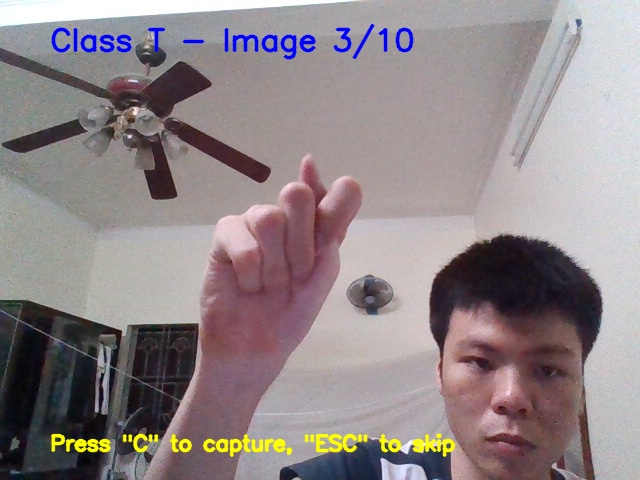 Class T - Image 3/10
Press "C" to capture, "ESC" to skip